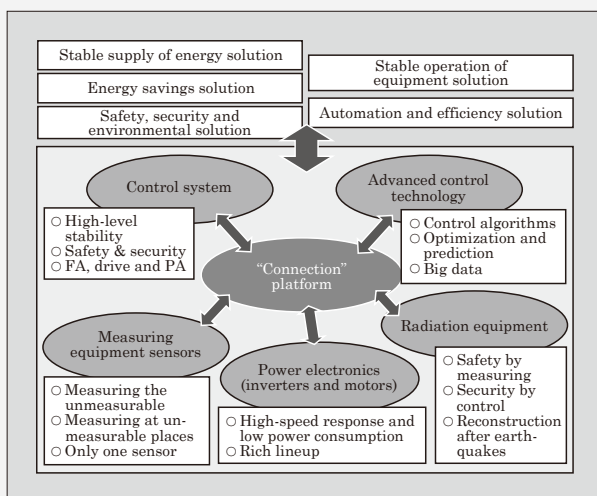 Stable supply of energy solution
Energy savings solution
Safety, security and
environmental solution
Stable operation of
equipment solution
Automation and efficiency solution
Control system
○ High-level
stability
○ Safety & security
○ FA, drive and PA
Advanced control
technology
○ Control algorithms
○ Optimization and
prediction
○ Big data
“Connection”
platform
Measuring
equipment sensors
○ Measuring the
unmeasurable
○ Measuring at un-
measurable places
○ Only one sensor
Power electronics
(inverters and motors)
○ High-speed response and
low power consumption
○ Rich lineup
Radiation equipment
○ Safety by
measuring
○ Security by
control
○ Reconstruction
after earth-
quakes